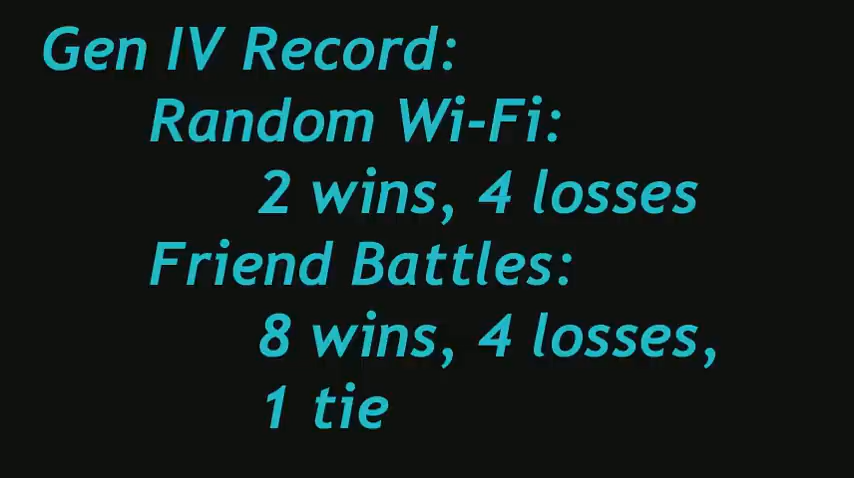 Gen IV Record:
Random Wi-Fi:
2 wins, 4 losses
Friend Battles:
8 wins, 4 losses,
1 tie